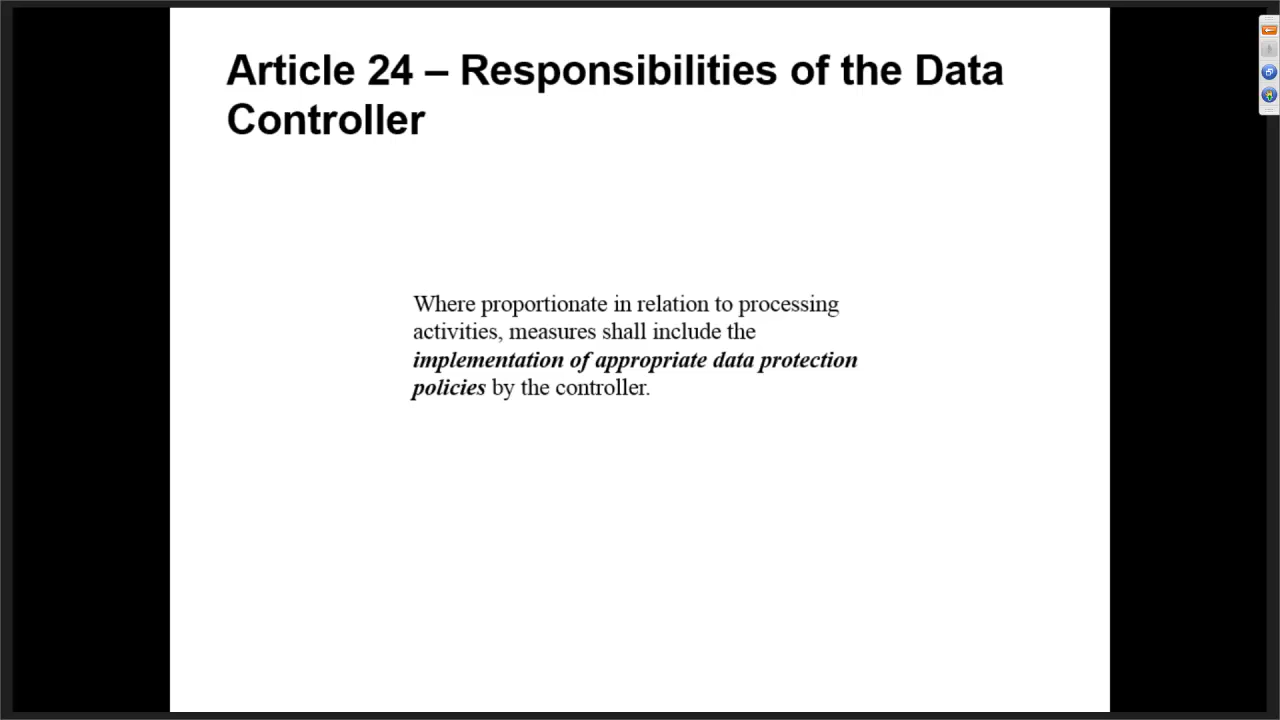 Article 24 – Responsibilities of the Data
Controller
Where proportionate in relation to processing
activities, measures shall include the
implementation of appropriate data protection
policies by the controller.